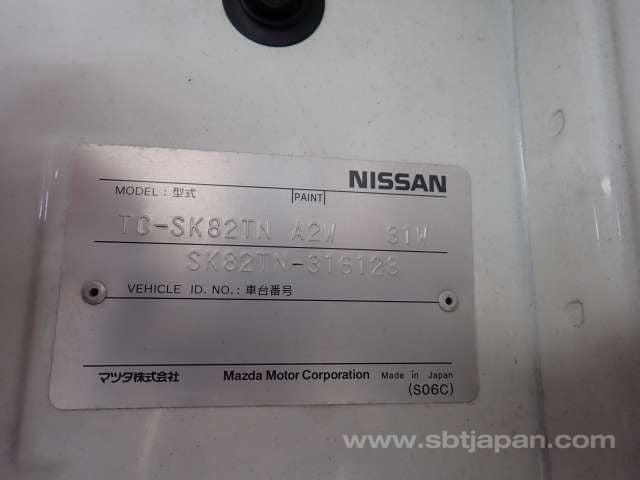 NISSAN
MODEL : 型式 PAINT
TC-SK82TN A2W 31W
SK82TN-316123
VEHICLE ID. NO. : 車台番号
マツダ株式会社 Mazda Motor Corporation Made in Japan
(S06C)
www.sbtjapan.com